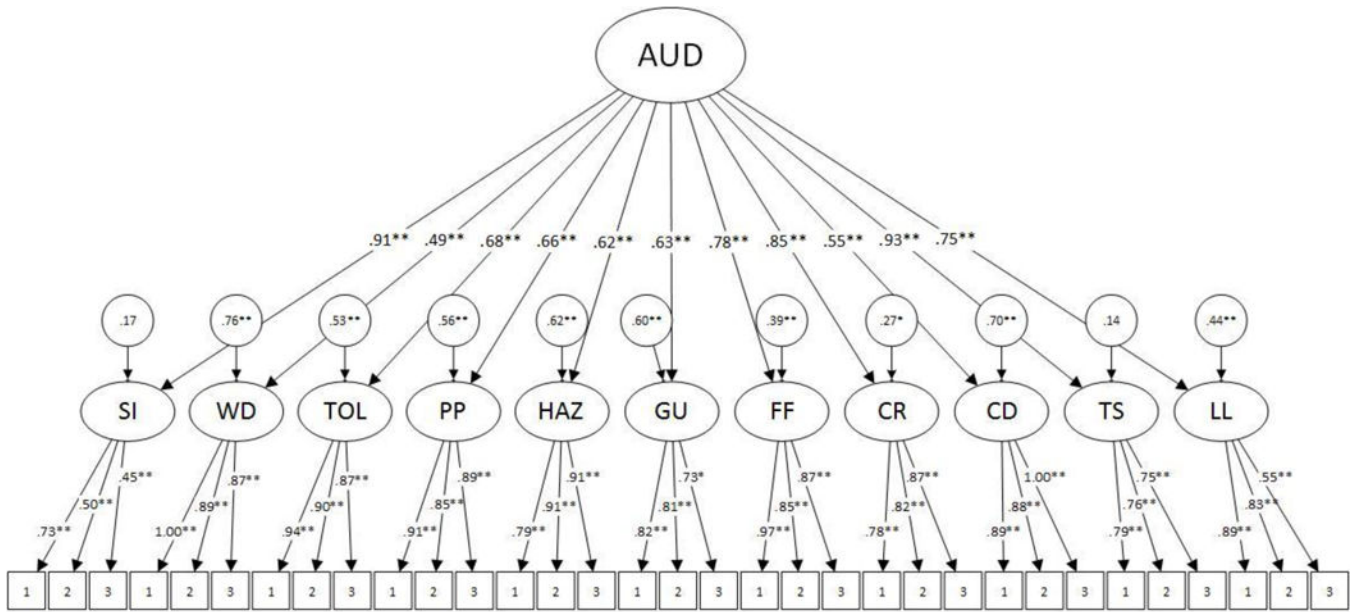 AUD
.91** .49** .68** .66** .62** .63** .78** .85** .55** .93** .75**
.17 .76** .53** .56** .62** .60** .39** .27* .70** .14 .44**
SI WD TOL PP HAZ GU FF CR CD TS LL
.45** .87** .87** .89** .91** .73* .87** .87** 1.00** .75** .55**
.50** .89** .90** .85** .91** .81** .85** .82** .88** .76** .83**
.73** 1.00** .94** .91** .79** .82** .97** .78** .89** .79** .89**
1 2 3 1 2 3 1 2 3 1 2 3 1 2 3 1 2 3 1 2 3 1 2 3 1 2 3 1 2 3 1 2 3